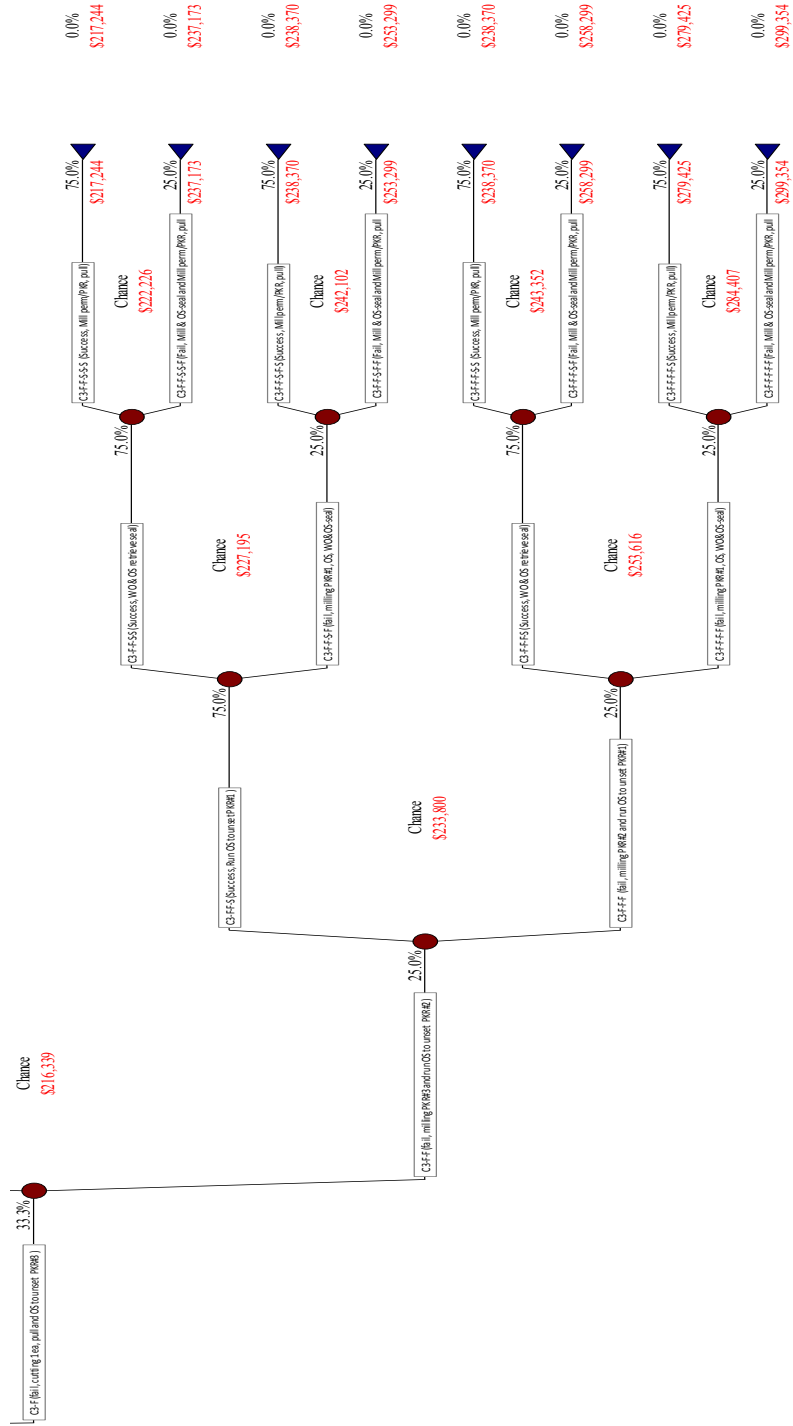 C3-F (fail, cutting 1 ea, pull and OS to unset PKR#3 )
33.3%
Chance
$216,339
C3-F-F (fail, milling PKR#3 and run OS to unset PKR#2)
25.0%
Chance
$233,800
C3-F-F-S (Success, Run OS to unset PKR#1 )
75.0%
Chance
$227,195
C3-F-F-S-S (Success, WO & OS retrieve seal)
75.0%
Chance
$222,226
C3-F-F-S-S-S (Success, Mill perm/PKR, pull)
75.0%
$217,244
0.0%
$217,244
C3-F-F-S-S-F (Fail, Mill & OS-seal and Mill perm/PKR, pull
25.0%
$237,173
0.0%
$237,173
C3-F-F-S-F (fail, milling PKR#1, OS, WO&OS-seal)
25.0%
Chance
$242,102
C3-F-F-S-F-S (Success, Mill perm/PKR, pull)
75.0%
$238,370
0.0%
$238,370
C3-F-F-S-F-F (Fail, Mill & OS-seal and Mill perm/PKR, pull
25.0%
$253,299
0.0%
$253,299
C3-F-F-F (fail, milling PKR#2 and run OS to unset PKR#1)
25.0%
Chance
$253,616
C3-F-F-F-S (Success, WO & OS retrieve seal)
75.0%
Chance
$243,352
C3-F-F-F-S-S (Success, Mill perm/PKR, pull)
75.0%
$238,370
0.0%
$238,370
C3-F-F-F-S-F (Fail, Mill & OS-seal and Mill perm/PKR, pull
25.0%
$258,299
0.0%
$258,299
C3-F-F-F-F (fail, milling PKR#1, OS, WO&OS-seal)
25.0%
Chance
$284,407
C3-F-F-F-F-S (Success, Mill perm/PKR, pull)
75.0%
$279,425
0.0%
$279,425
C3-F-F-F-F-F (Fail, Mill & OS-seal and Mill perm/PKR, pull
25.0%
$299,354
0.0%
$299,354